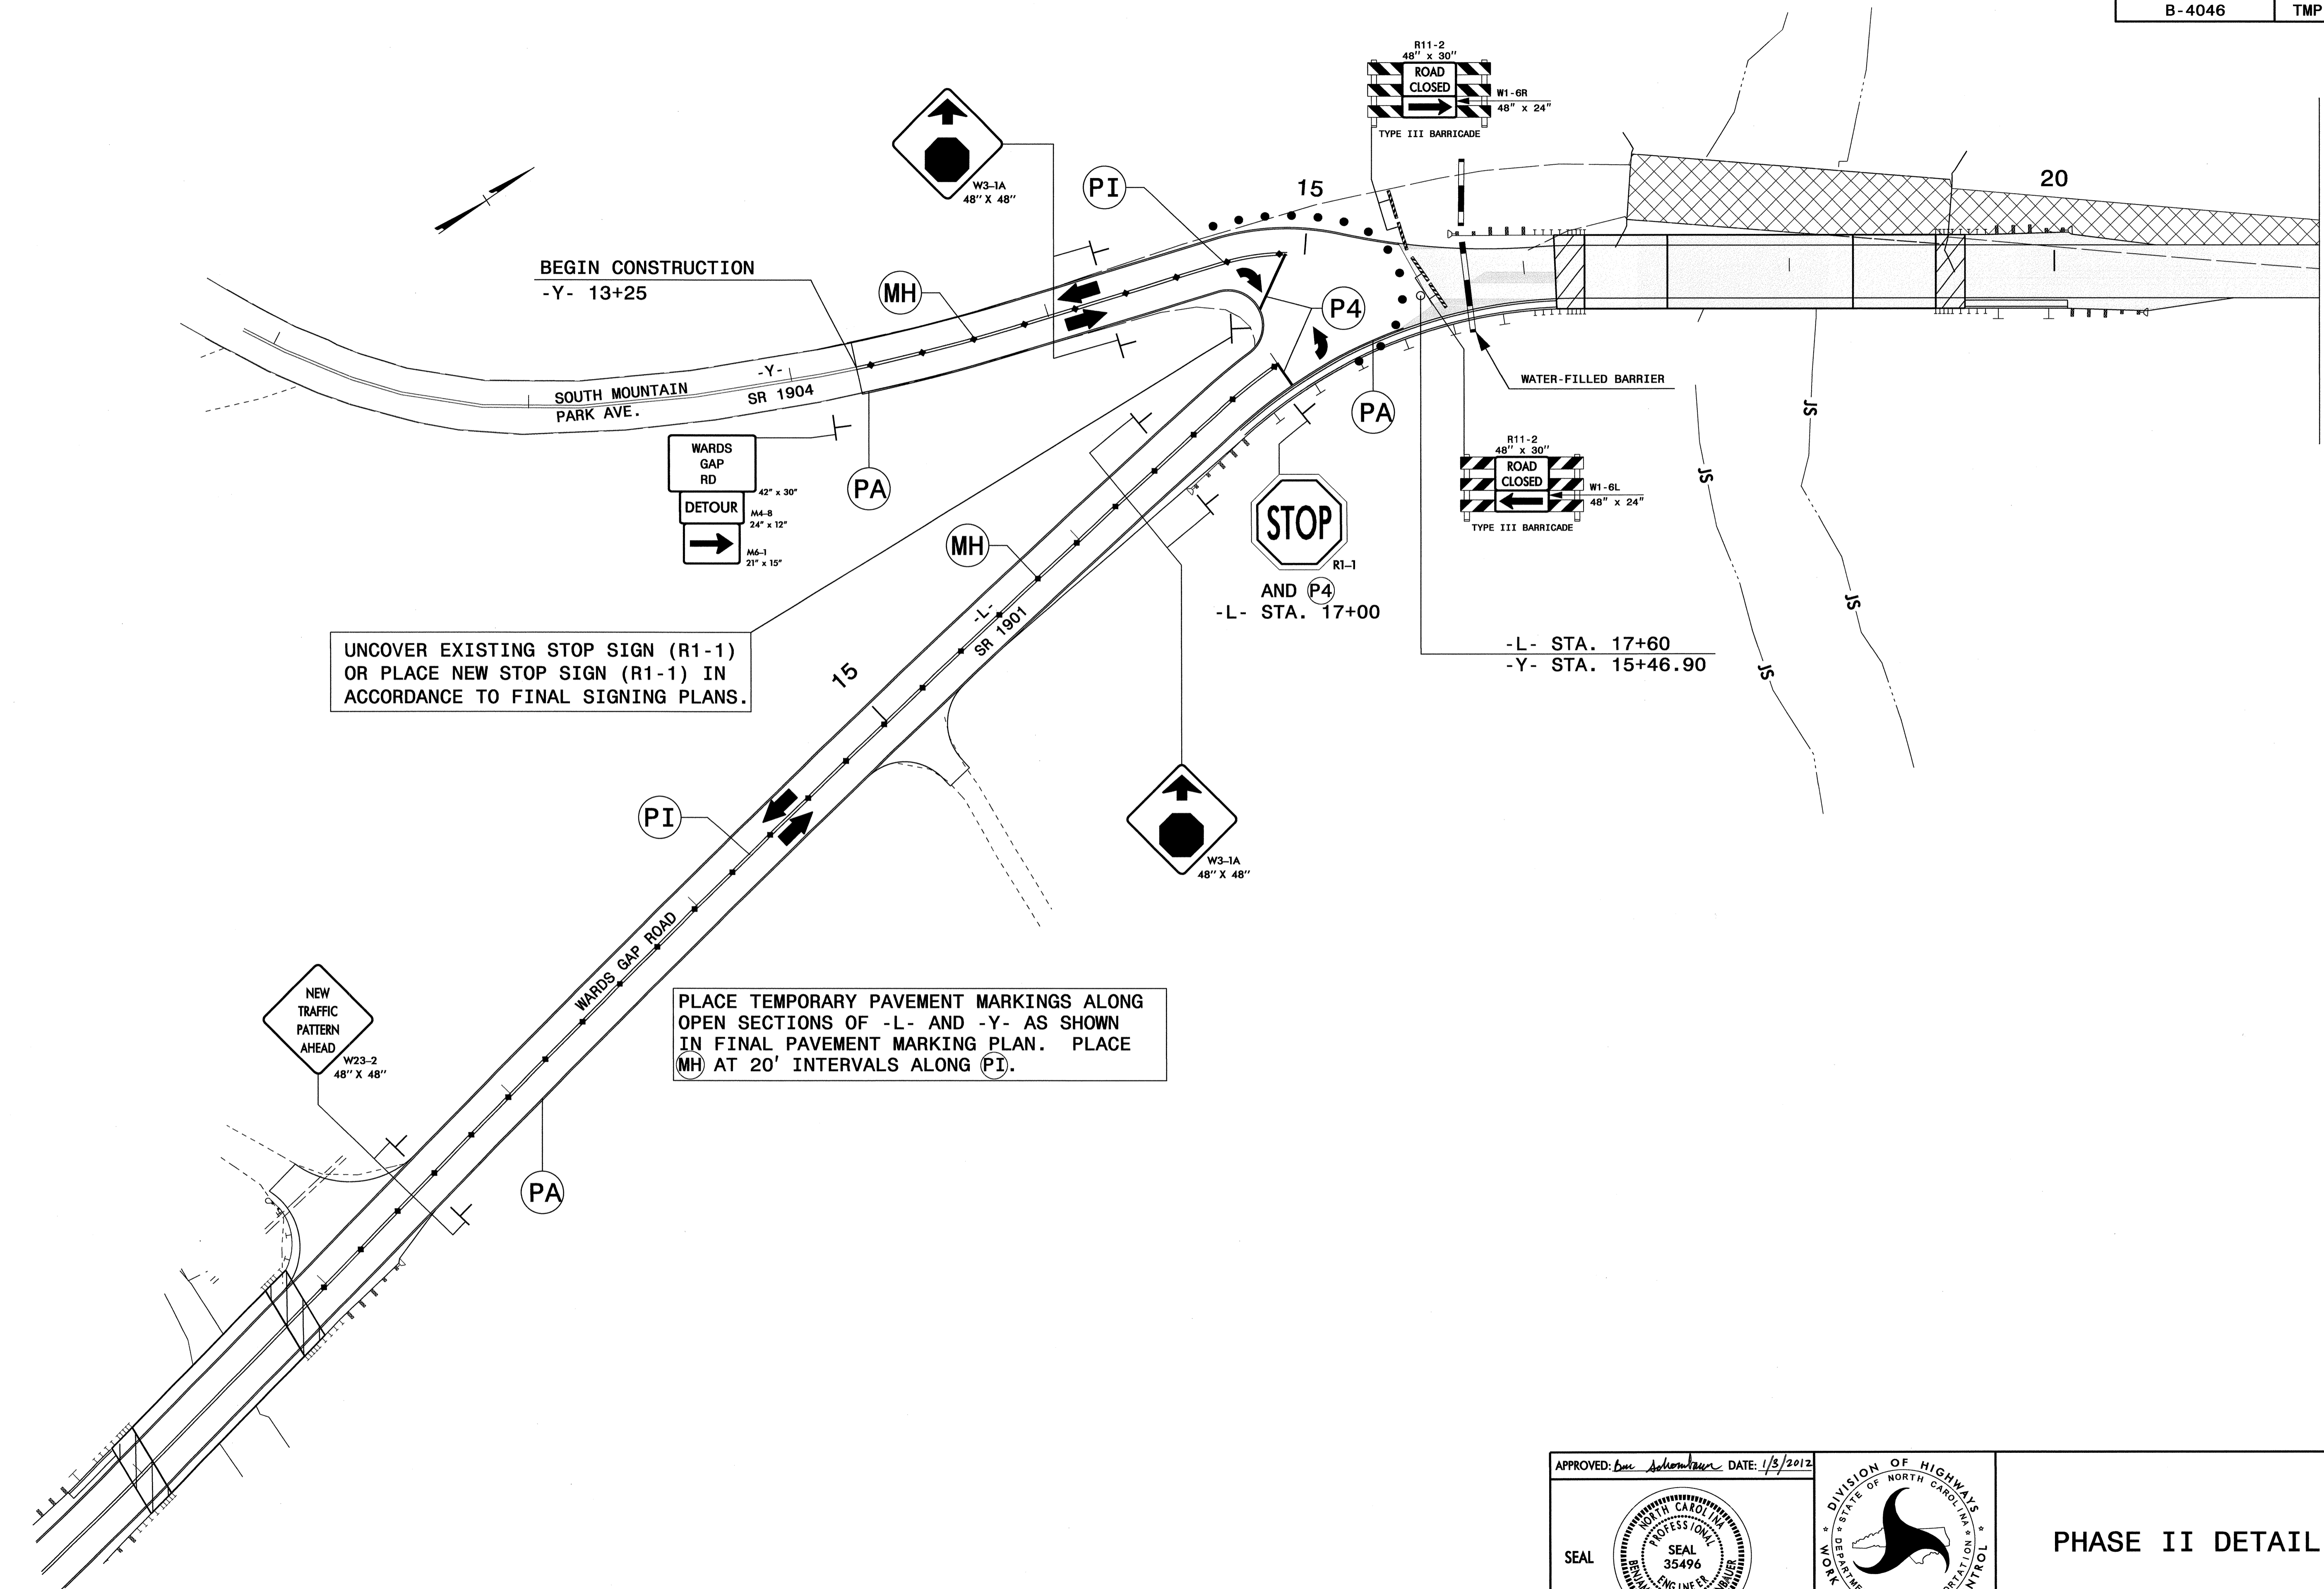 B-4046
TMP
R11-2
48" x 30"
ROAD
CLOSED
W1-6R
48" x 24"
TYPE III BARRICADE
W3-1A
48" X 48"
PI
15
20
BEGIN CONSTRUCTION
-Y- 13+25
MH
P4
-Y-
SOUTH MOUNTAIN
PARK AVE.
SR 1904
WATER-FILLED BARRIER
PA
PA
WARDS
GAP
RD
42" x 30"
DETOUR
M4-8
24" x 12"
M6-1
21" x 15"
R11-2
48" x 30"
ROAD
CLOSED
W1-6L
48" x 24"
TYPE III BARRICADE
JS
JS
JS
JS
STOP
R1-1
AND P4
-L- STA. 17+00
MH
-L-
SR 1901
UNCOVER EXISTING STOP SIGN (R1-1)
OR PLACE NEW STOP SIGN (R1-1) IN
ACCORDANCE TO FINAL SIGNING PLANS.
15
-L- STA. 17+60
-Y- STA. 15+46.90
PI
W3-1A
48" X 48"
WARDS GAP ROAD
NEW
TRAFFIC
PATTERN
AHEAD
W23-2
48" X 48"
PLACE TEMPORARY PAVEMENT MARKINGS ALONG
OPEN SECTIONS OF -L- AND -Y- AS SHOWN
IN FINAL PAVEMENT MARKING PLAN. PLACE
MH AT 20' INTERVALS ALONG PI.
PA
APPROVED: DATE: 1/3/2012
SEAL
NORTH CAROLINA
PROFESSIONAL
SEAL
35496
ENGINEER
DIVISION OF HIGHWAYS
STATE OF NORTH CAROLINA
WORK
PHASE II DETAIL